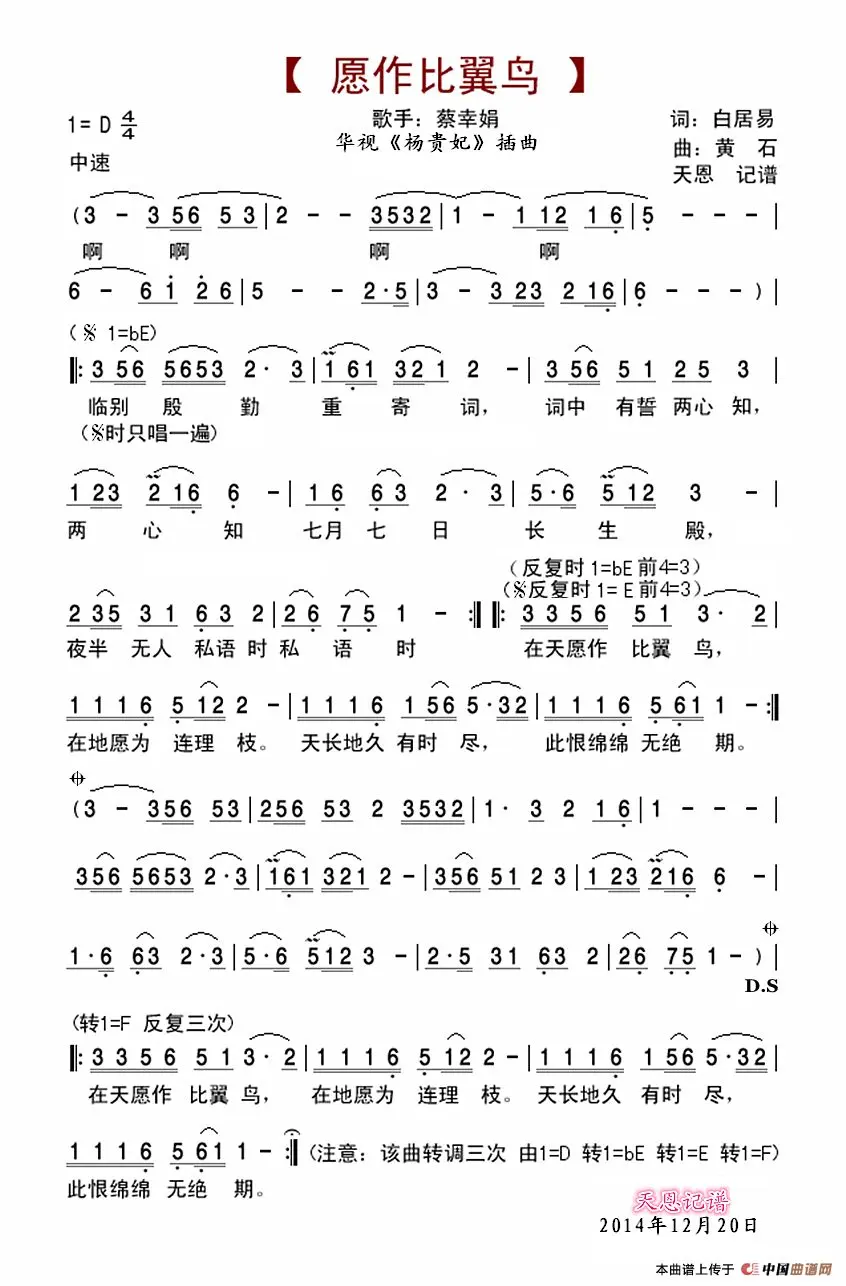 【 愿作比翼鸟 】
1= D 4/4
歌手：蔡幸娟
词：白居易
华视《杨贵妃》插曲
曲：黄 石
中速
天恩 记谱
(3 - 3 56 5 3 | 2 - - 3532 | 1 - 1 12 1 6 | 5 - - - |
啊 啊 啊 啊
6 - 6 1 2 6 | 5 - - 2·5 | 3 - 3 23 2 16 | 6 - - - ) |
(𝄋 1=bE)
‖: 3 56 5653 2· 3 | 1 61 321 2 - | 3 56 5 1 2 5 3 |
临别 殷 勤 重 寄 词， 词中 有誓 两心 知，
(𝄋时只唱一遍)
1 23 2 16 6 - | 1 6 6 3 2 · 3 | 5·6 5 12 3 - |
两 心 知 七月 七 日 长 生 殿，
(反复时 1=bE 前4=3)
(𝄋反复时 1= E 前4=3)
2 35 3 1 6 3 2 | 2 6 7 5 1 - :‖ ‖: 3 3 5 6 5 1 3· 2 |
夜半 无人 私语 时 私 语 时 在天愿作 比翼 鸟，
1 1 1 6 5 12 2 - | 1 1 1 6 1 56 5·32 | 1 1 1 6 5 61 1 - :‖
在地愿为 连理 枝。 天长地久 有时 尽， 此恨绵绵 无绝 期。
𝄌
(3 - 356 53 | 256 53 2 3532 | 1· 3 2 1 6 | 1 - - - |
356 5653 2·3 | 161 321 2 - | 356 51 2 3 | 1 23 216 6 - |
𝄌
1·6 63 2·3 | 5·6 512 3 - | 2·5 31 63 2 | 26 75 1 - ) |
D.S
(转1=F 反复三次)
‖: 3 3 5 6 5 1 3· 2 | 1 1 1 6 5 12 2 - | 1 1 1 6 1 56 5·32 |
在天愿作 比翼 鸟， 在地愿为 连理 枝。 天长地久 有时 尽，
1 1 1 6 5 61 1 - :‖ (注意：该曲转调三次 由1=D 转1=bE 转1=E 转1=F)
此恨绵绵 无绝 期。
天恩记谱
2014年12月20日
本曲谱上传于 中国曲谱网